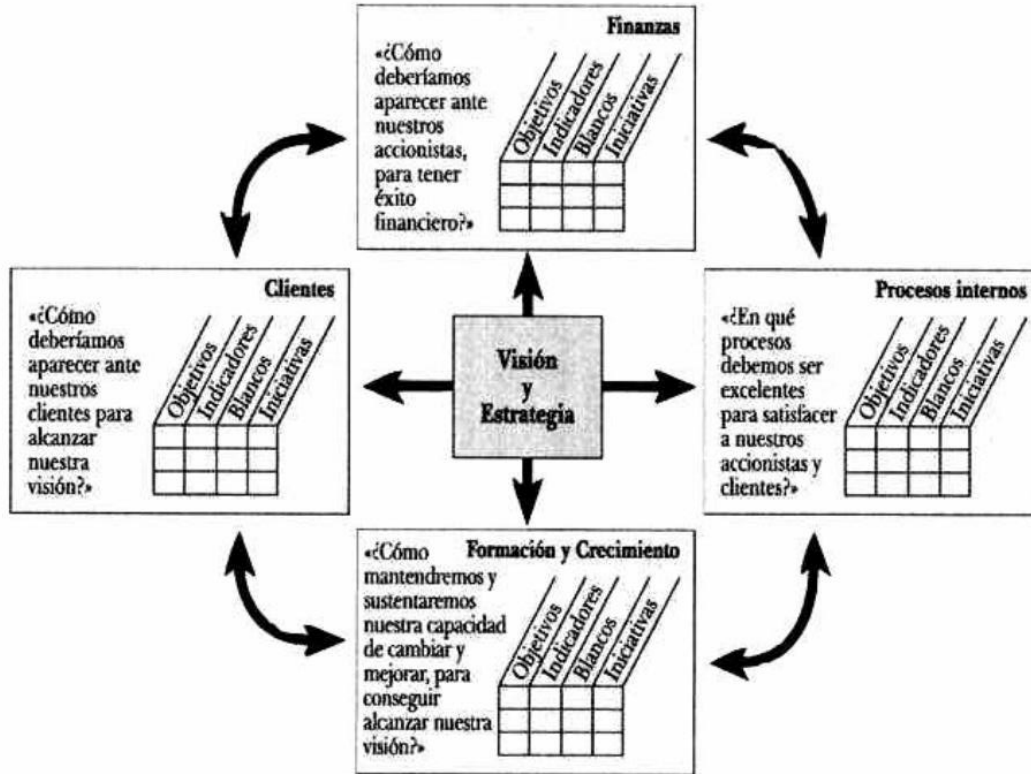 Finanzas
«¿Cómo
deberíamos
aparecer ante
nuestros
accionistas,
para tener
éxito
financiero?»
Objetivos
Indicadores
Blancos
Iniciativas
Clientes
«¿Cómo
deberíamos
aparecer ante
nuestros
clientes para
alcanzar
nuestra
visión?»
Objetivos
Indicadores
Blancos
Iniciativas
Visión
y
Estrategia
Procesos internos
«¿En qué
procesos
debemos ser
excelentes
para satisfacer
a nuestros
accionistas y
clientes?»
Objetivos
Indicadores
Blancos
Iniciativas
Formación y Crecimiento
«¿Cómo
mantendremos y
sustentaremos
nuestra capacidad
de cambiar y
mejorar, para
conseguir
alcanzar nuestra
visión?»
Objetivos
Indicadores
Blancos
Iniciativas